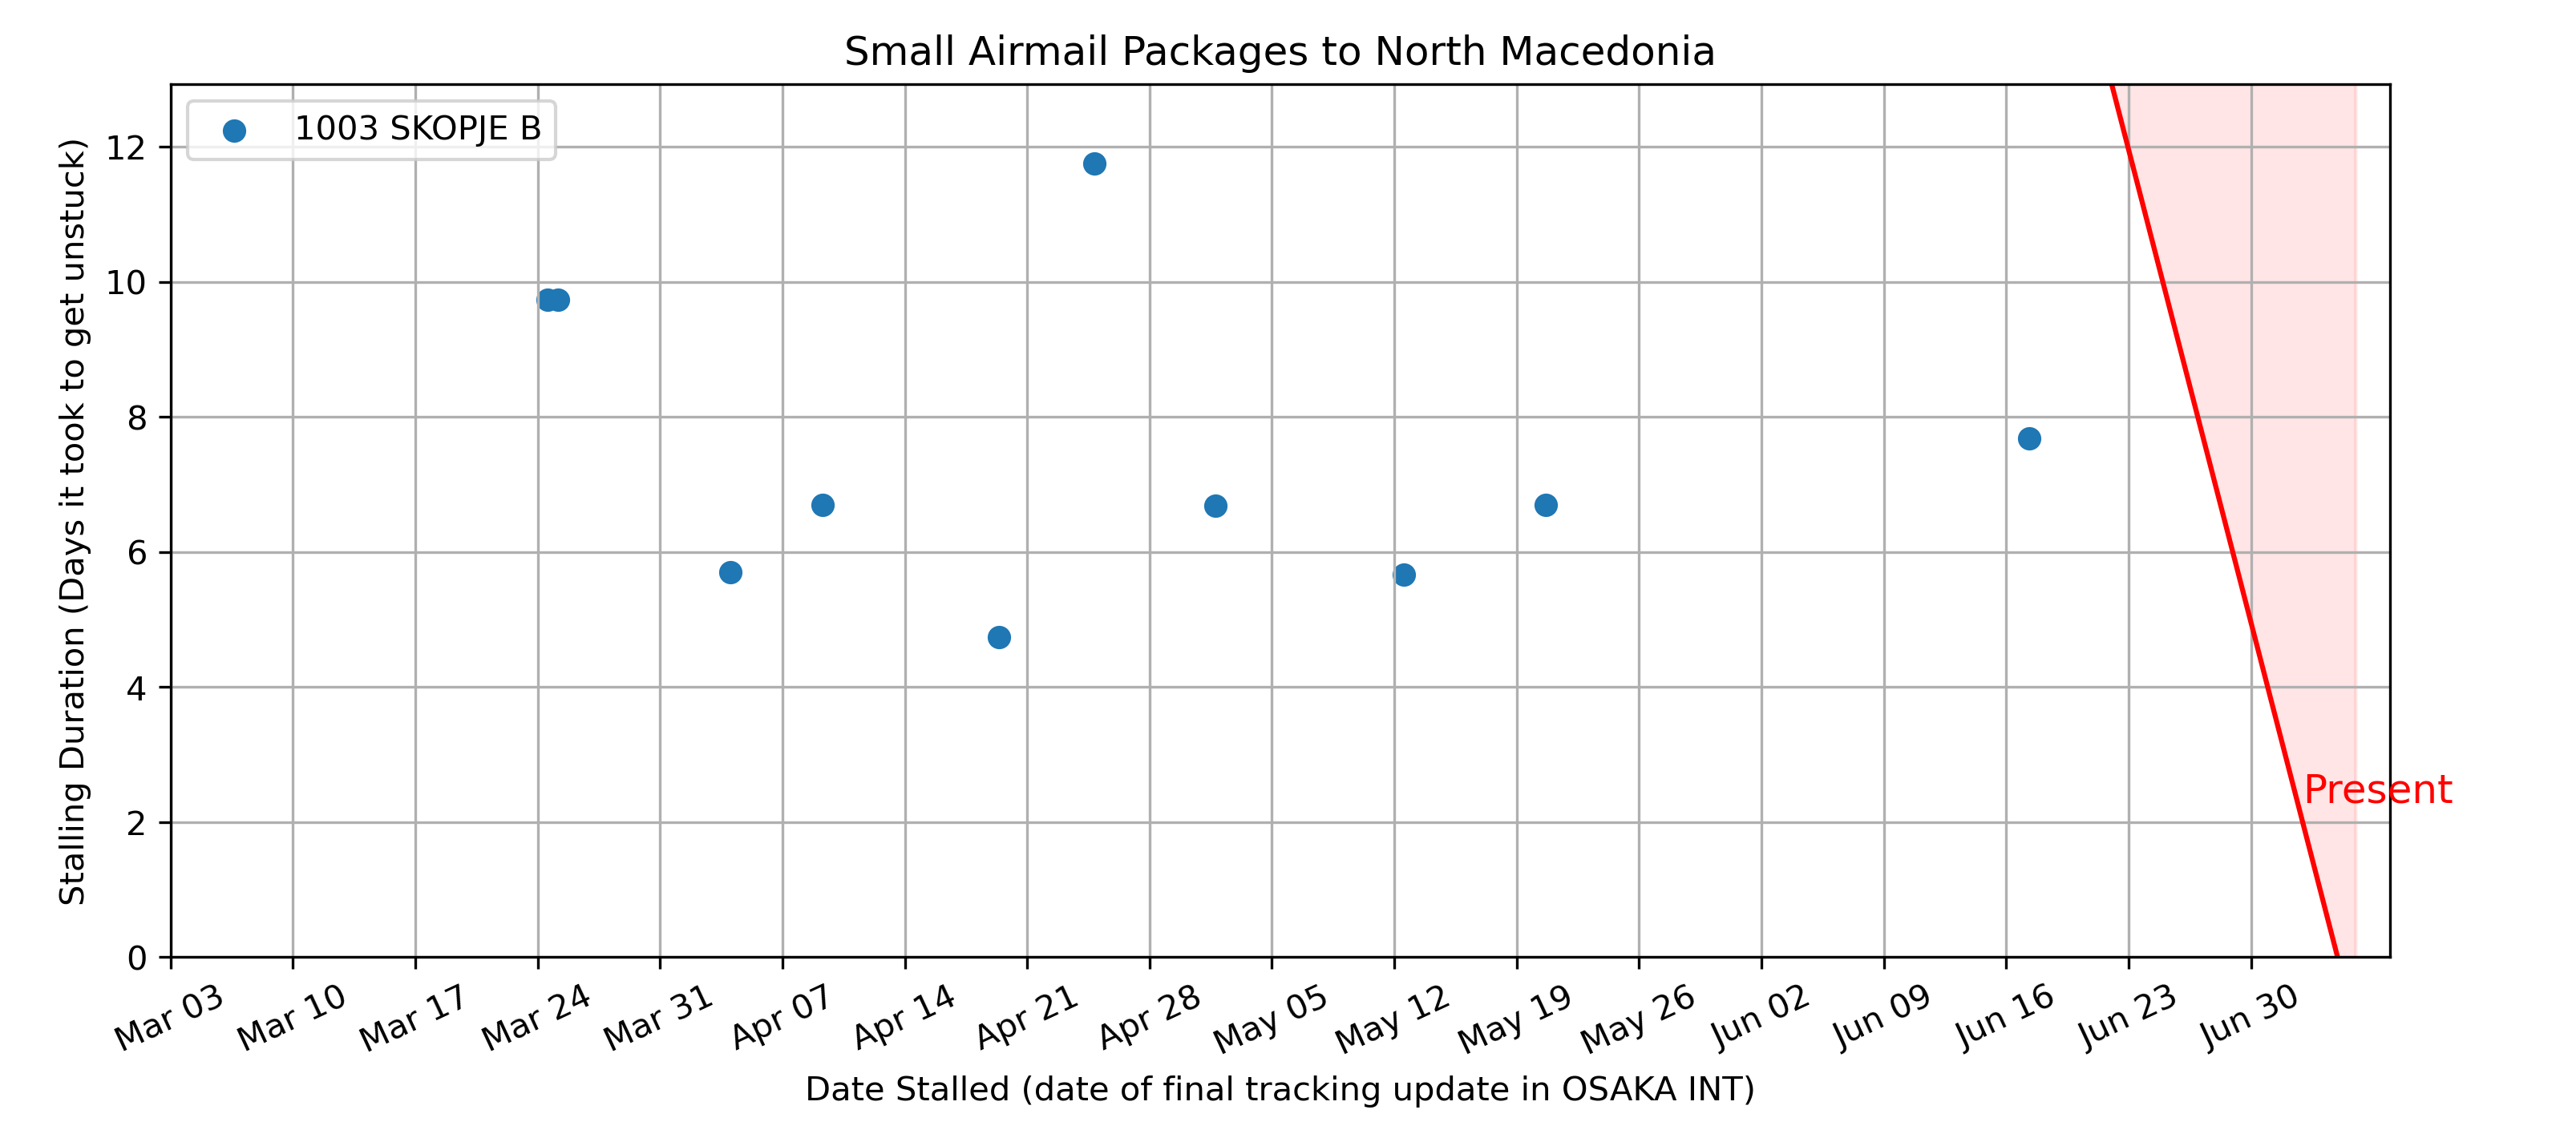 Small Airmail Packages to North Macedonia
1003 SKOPJE B
Stalling Duration (Days it took to get unstuck)
12
10
8
6
4
2
0
Present
Mar 03
Mar 10
Mar 17
Mar 24
Mar 31
Apr 07
Apr 14
Apr 21
Apr 28
May 05
May 12
May 19
May 26
Jun 02
Jun 09
Jun 16
Jun 23
Jun 30
Date Stalled (date of final tracking update in OSAKA INT)